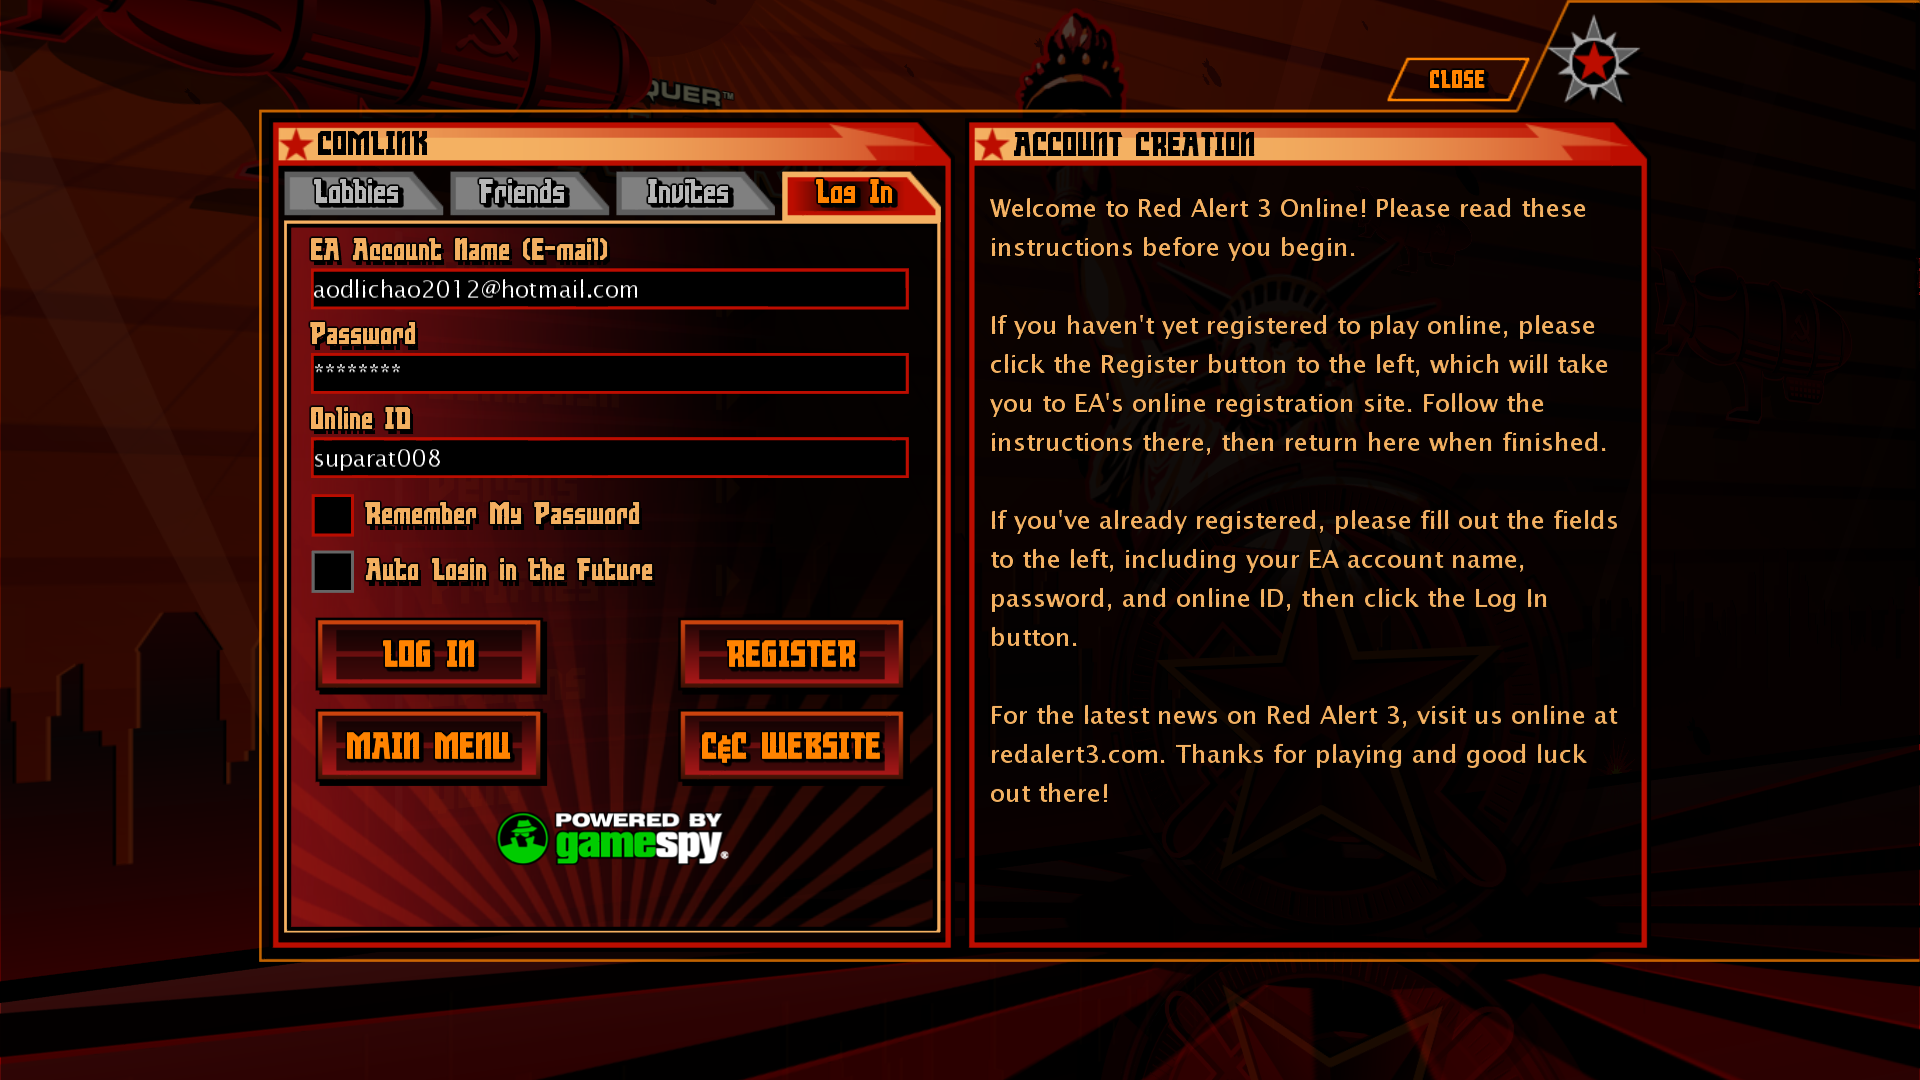 QUER™
CLOSE
COMLINK
Lobbies
Friends
Invites
Log In
EA Account Name (E-mail)
aodlichao2012@hotmail.com
Password
********
Online ID
suparat008
Remember My Password
Auto Login in the Future
LOG IN
REGISTER
MAIN MENU
C&C WEBSITE
POWERED BY
gamespy®
ACCOUNT CREATION
Welcome to Red Alert 3 Online! Please read these
instructions before you begin.
If you haven't yet registered to play online, please
click the Register button to the left, which will take
you to EA's online registration site. Follow the
instructions there, then return here when finished.
If you've already registered, please fill out the fields
to the left, including your EA account name,
password, and online ID, then click the Log In
button.
For the latest news on Red Alert 3, visit us online at
redalert3.com. Thanks for playing and good luck
out there!